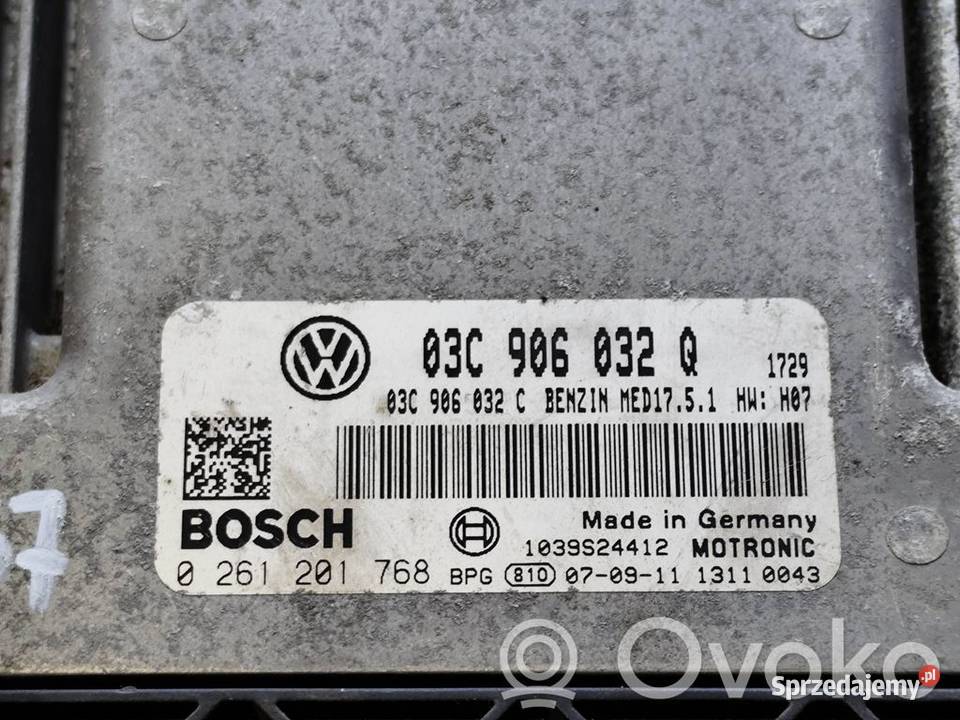 03C 906 032 Q 1729
03C 906 032 C BENZIN MED17.5.1 HW: H07
BOSCH
Made in Germany
1039S24412 MOTRONIC
0 261 201 768 BPG 810 07-09-11 1311 0043
7
Ovoko
Sprzedajemy.pl